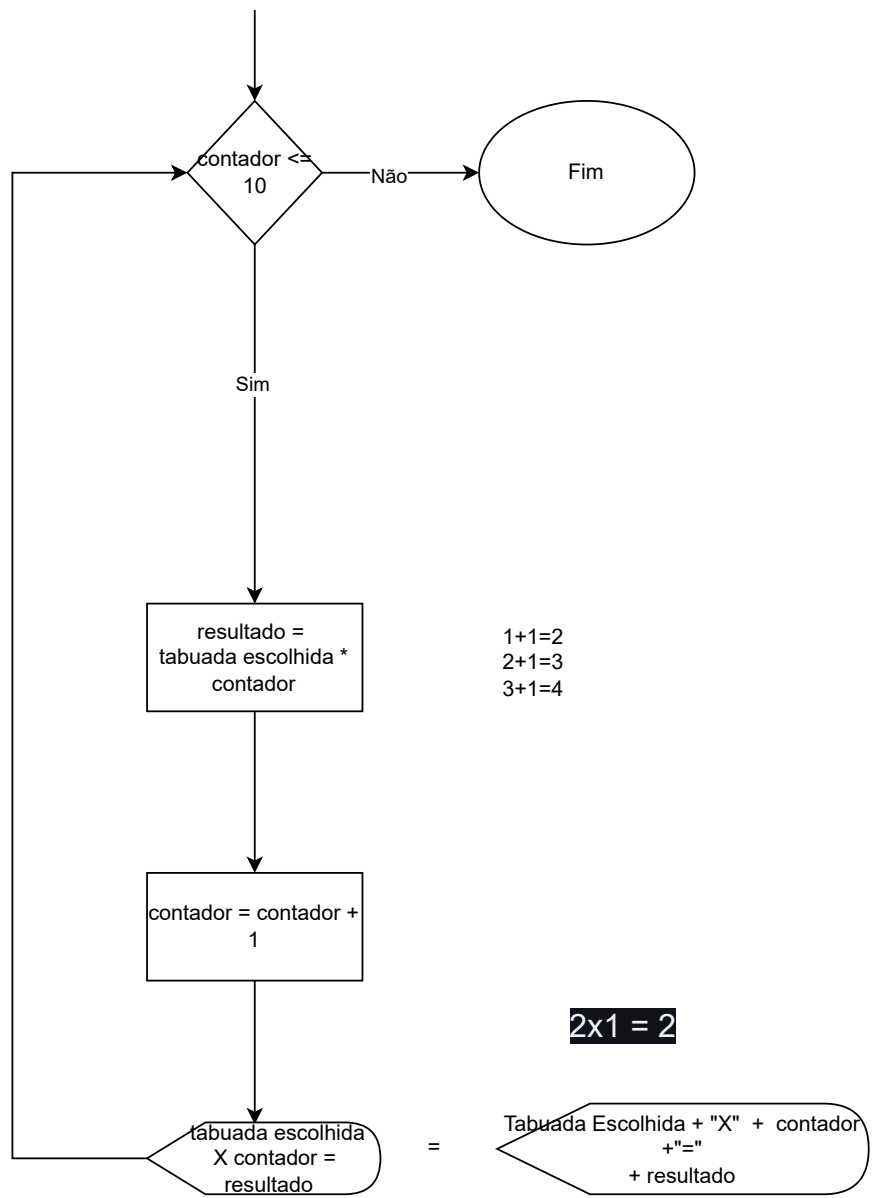 contador <=
10
Não
Fim
Sim
resultado =
tabuada escolhida *
contador
1+1=2
2+1=3
3+1=4
contador = contador +
1
2x1 = 2
tabuada escolhida
X contador =
resultado
=
Tabuada Escolhida + "X" + contador
+"="
+ resultado